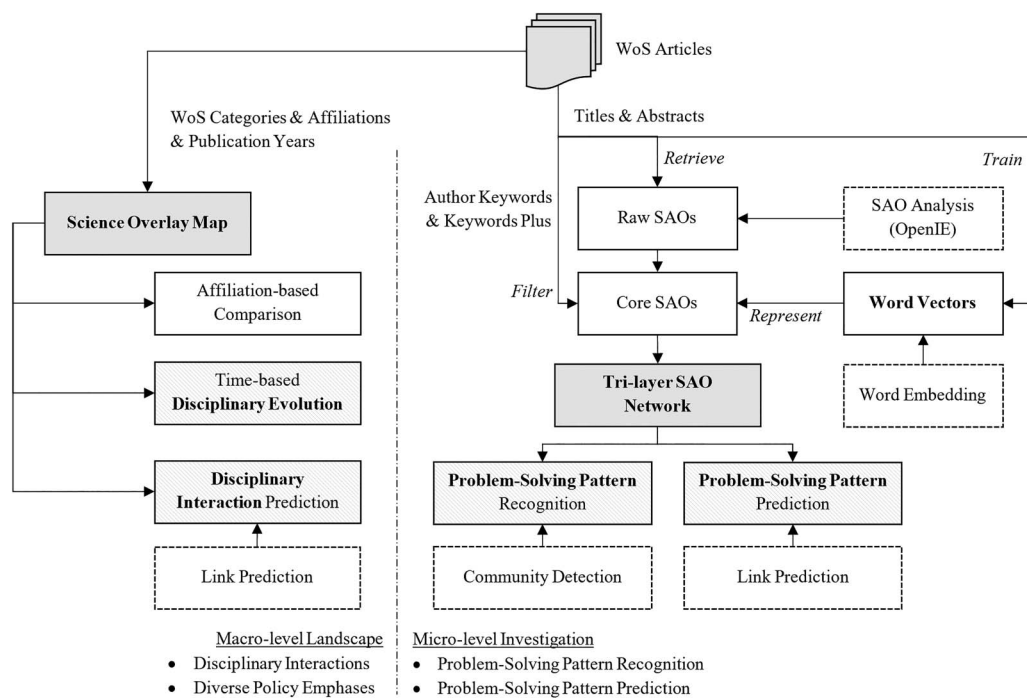 WoS Articles
WoS Categories & Affiliations
& Publication Years
Titles & Abstracts
Retrieve
Train
Author Keywords
& Keywords Plus
Science Overlay Map
Raw SAOs
SAO Analysis
(OpenIE)
Affiliation-based
Comparison
Filter
Core SAOs
Represent
Word Vectors
Time-based
Disciplinary Evolution
Tri-layer SAO
Network
Word Embedding
Disciplinary
Interaction Prediction
Problem-Solving Pattern
Recognition
Problem-Solving Pattern
Prediction
Link Prediction
Community Detection
Link Prediction
Macro-level Landscape
• Disciplinary Interactions
• Diverse Policy Emphases
Micro-level Investigation
• Problem-Solving Pattern Recognition
• Problem-Solving Pattern Prediction